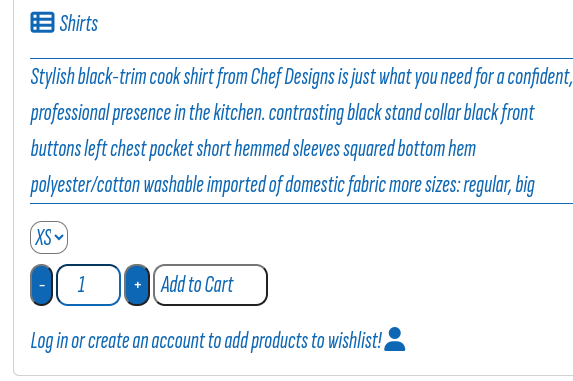 Shirts
Stylish black-trim cook shirt from Chef Designs is just what you need for a confident,
professional presence in the kitchen. contrasting black stand collar black front
buttons left chest pocket short hemmed sleeves squared bottom hem
polyester/cotton washable imported of domestic fabric more sizes: regular, big
XS
- 1 + Add to Cart
Log in or create an account to add products to wishlist!